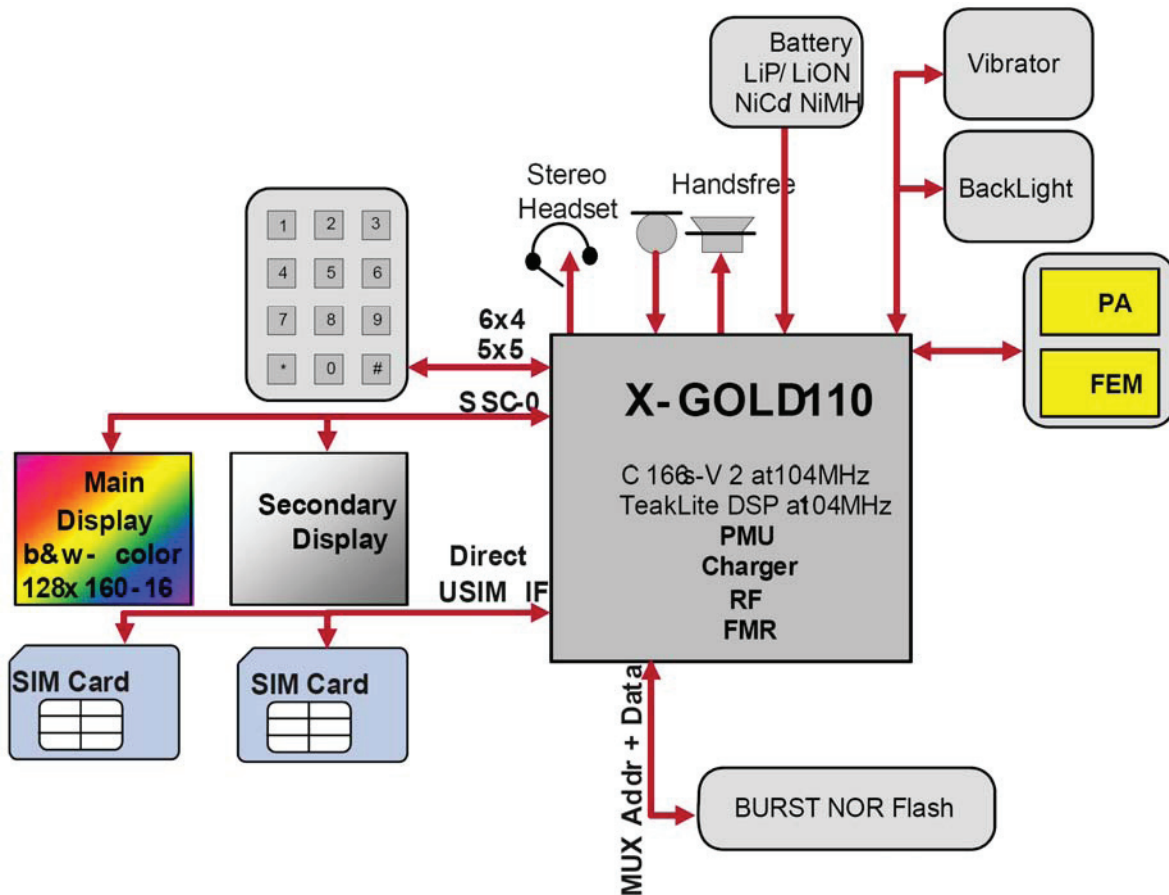 Battery
LiP/ LiON
NiCd/ NiMH
Vibrator
BackLight
Stereo
Headset
Handsfree
1 2 3
4 5 6
7 8 9
* 0 #
6x4
5x5
SSC-0
PA
FEM
X-GOLD110
C 166s-V 2 at104MHz
TeakLite DSP at104MHz
PMU
Charger
RF
FMR
Main
Display
b&w- color
128x 160-16
Secondary
Display
Direct
USIM IF
SIM Card
SIM Card
MUX Addr + Data
BURST NOR Flash